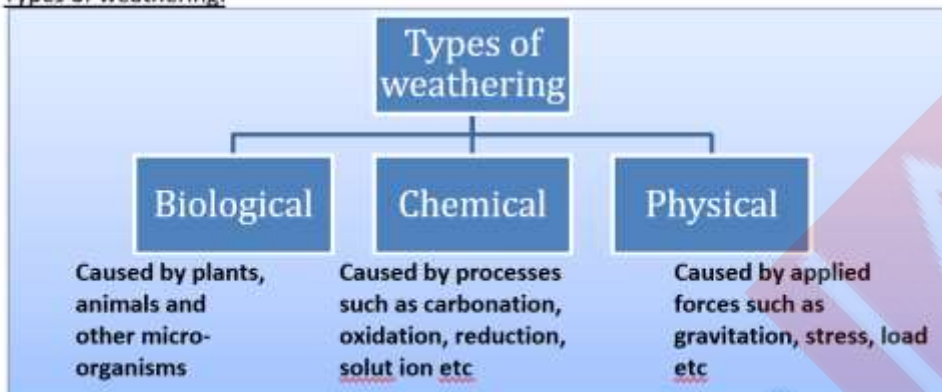 Types of weathering:
Types of
weathering
Biological
Chemical
Physical
Caused by plants,
animals and
other micro-
organisms
Caused by processes
such as carbonation,
oxidation, reduction,
solut ion etc
Caused by applied
forces such as
gravitation, stress, load
etc